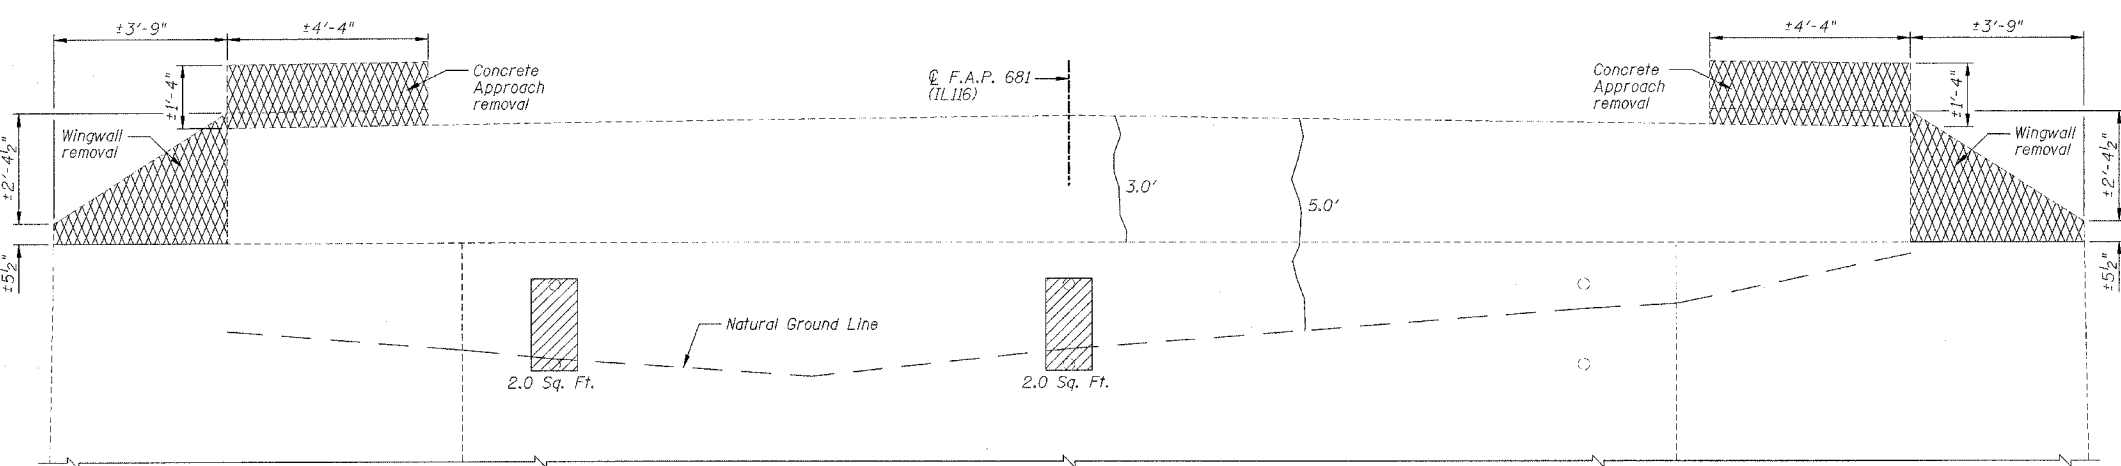 ±3'-9"
±4'-4"
±4'-4"
±3'-9"
±1'-4"
Concrete
Approach
removal
℄ F.A.P. 681
(IL116)
Concrete
Approach
removal
±1'-4"
±2'-4½"
Wingwall
removal
Wingwall
removal
±2'-4½"
3.0'
5.0'
±5½"
±5½"
Natural Ground Line
2.0 Sq. Ft.
2.0 Sq. Ft.